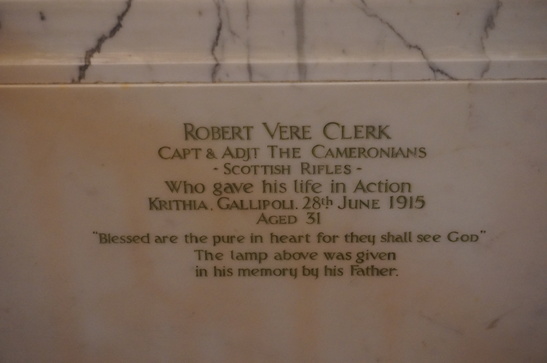 Robert Vere Clerk
Capt & Adjt The Cameronians
- Scottish Rifles -
Who gave his life in Action
Krithia. Gallipoli. 28th June 1915
Aged 31
"Blessed are the pure in heart for they shall see God"
The lamp above was given
in his memory by his Father.